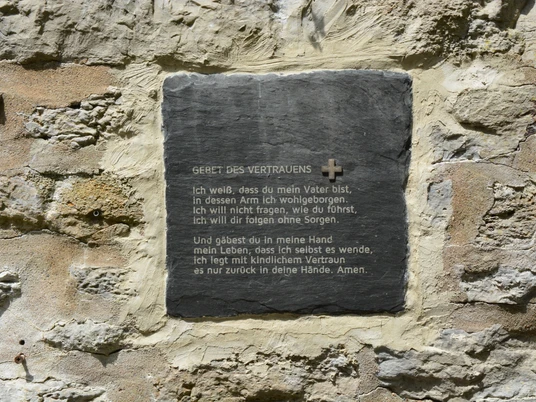 GEBET DES VERTRAUENS
Ich weiß, dass du mein Vater bist,
in dessen Arm ich wohlgeborgen.
Ich will nicht fragen, wie du führst,
ich will dir folgen ohne Sorgen.
Und gäbest du in meine Hand
mein Leben, dass ich selbst es wende,
ich legt mit kindlichem Vertraun
es nur zurück in deine Hände. Amen.